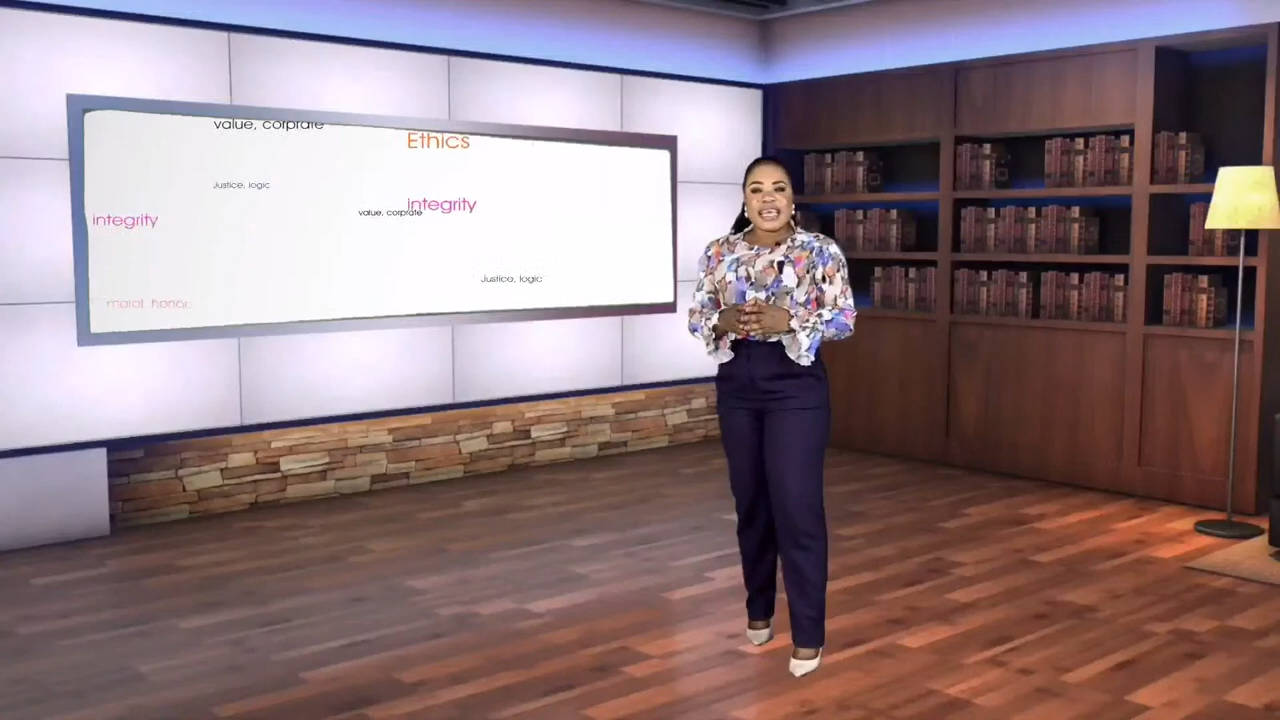 value, corprate
Ethics
Justice, logic
integrity
value, corprate
integrity
Justice, logic